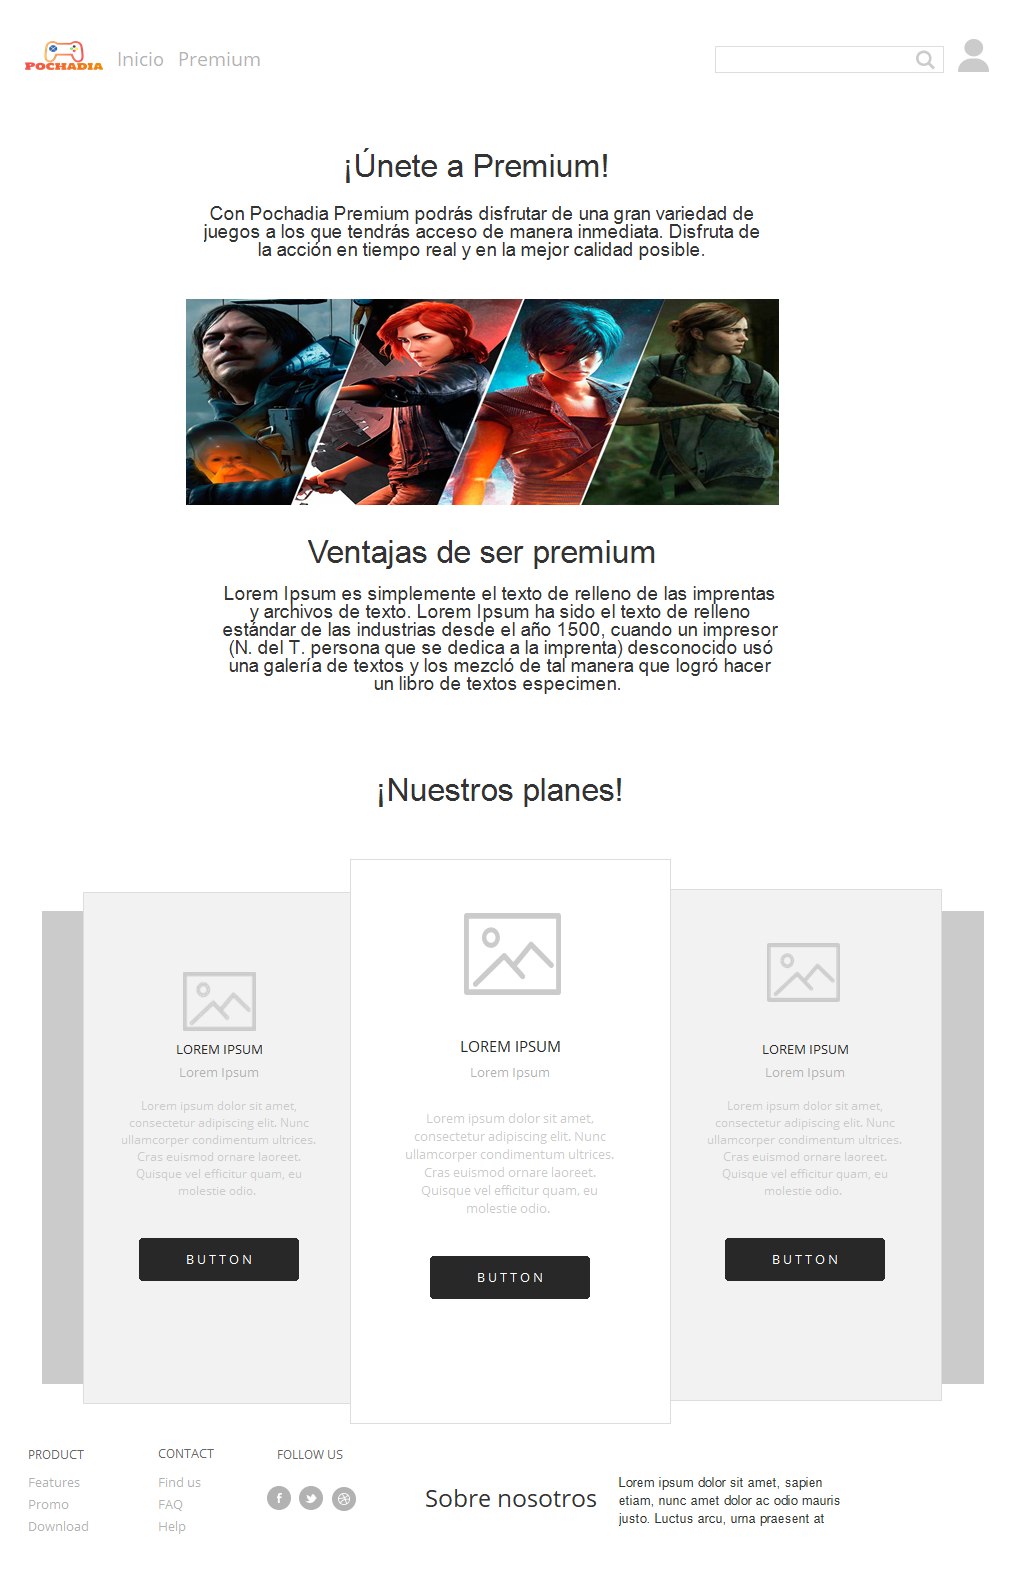 POCHADIA
Inicio Premium
¡Únete a Premium!
Con Pochadia Premium podrás disfrutar de una gran variedad de
juegos a los que tendrás acceso de manera inmediata. Disfruta de
la acción en tiempo real y en la mejor calidad posible.
Ventajas de ser premium
Lorem Ipsum es simplemente el texto de relleno de las imprentas
y archivos de texto. Lorem Ipsum ha sido el texto de relleno
estándar de las industrias desde el año 1500, cuando un impresor
(N. del T. persona que se dedica a la imprenta) desconocido usó
una galería de textos y los mezcló de tal manera que logró hacer
un libro de textos especimen.
¡Nuestros planes!
LOREM IPSUM
Lorem Ipsum
Lorem ipsum dolor sit amet,
consectetur adipiscing elit. Nunc
ullamcorper condimentum ultrices.
Cras euismod ornare laoreet.
Quisque vel efficitur quam, eu
molestie odio.
BUTTON
LOREM IPSUM
Lorem Ipsum
Lorem ipsum dolor sit amet,
consectetur adipiscing elit. Nunc
ullamcorper condimentum ultrices.
Cras euismod ornare laoreet.
Quisque vel efficitur quam, eu
molestie odio.
BUTTON
LOREM IPSUM
Lorem Ipsum
Lorem ipsum dolor sit amet,
consectetur adipiscing elit. Nunc
ullamcorper condimentum ultrices.
Cras euismod ornare laoreet.
Quisque vel efficitur quam, eu
molestie odio.
BUTTON
PRODUCT
Features
Promo
Download
CONTACT
Find us
FAQ
Help
FOLLOW US
Sobre nosotros
Lorem ipsum dolor sit amet, sapien
etiam, nunc amet dolor ac odio mauris
justo. Luctus arcu, urna praesent at